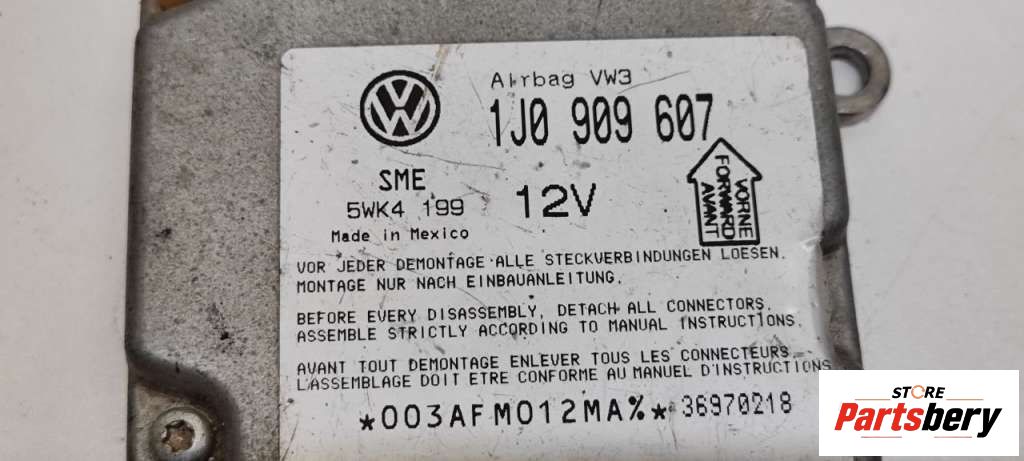 Airbag VW3
1J0 909 607
SME
12V
5WK4 199
Made in Mexico
VORNE
FORWARD
AVANT
VOR JEDER DEMONTAGE ALLE STECKVERBINDUNGEN LOESEN.
MONTAGE NUR NACH EINBAUANLEITUNG.
BEFORE EVERY DISASSEMBLY, DETACH ALL CONNECTORS.
ASSEMBLE STRICTLY ACCORDING TO MANUAL INSTRUCTIONS.
AVANT TOUT DEMONTAGE ENLEVER TOUS LES CONNECTEURS.
L'ASSEMBLAGE DOIT ETRE CONFORME AU MANUEL D'INSTRUCTIONS
*003AFM012MA%* 36970218
STORE
Partsbery